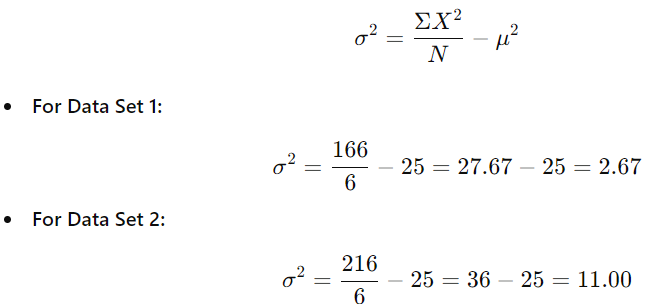 σ² = ΣX²/N − μ²
• For Data Set 1:
σ² = 166/6 − 25 = 27.67 − 25 = 2.67
• For Data Set 2:
σ² = 216/6 − 25 = 36 − 25 = 11.00